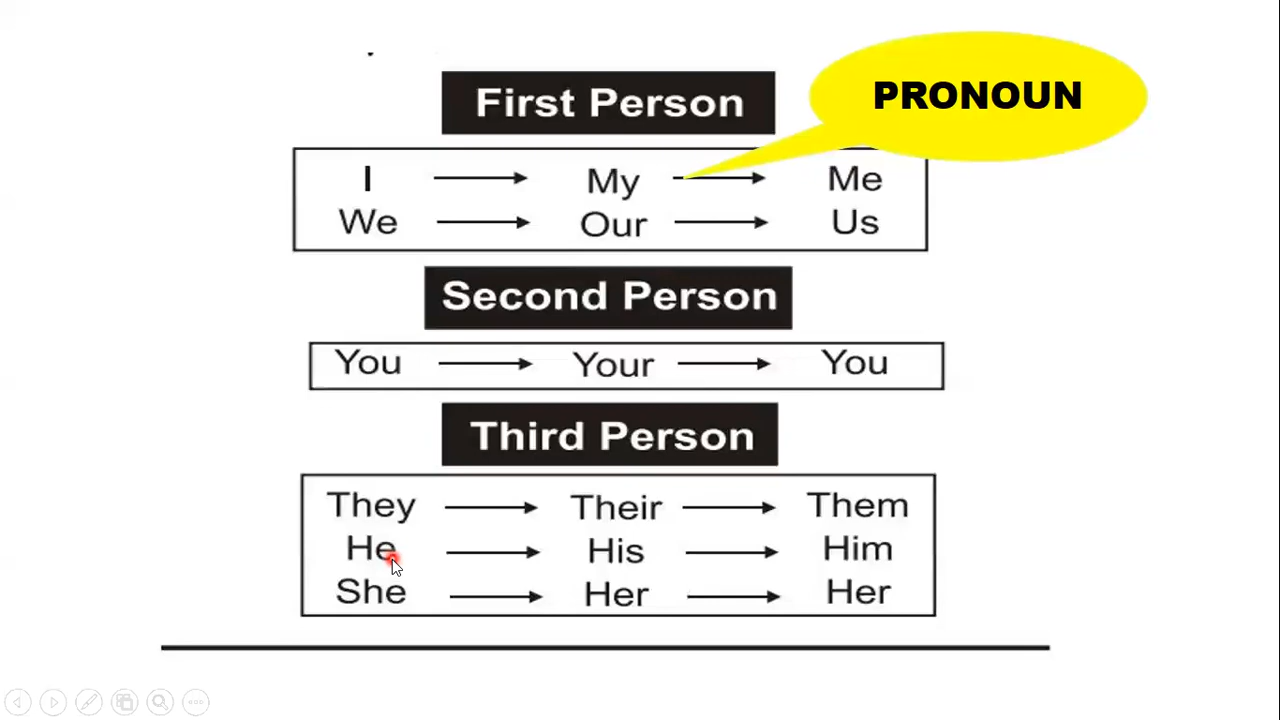 PRONOUN
First Person
I → My → Me
We → Our → Us
Second Person
You → Your → You
Third Person
They → Their → Them
He → His → Him
She → Her → Her